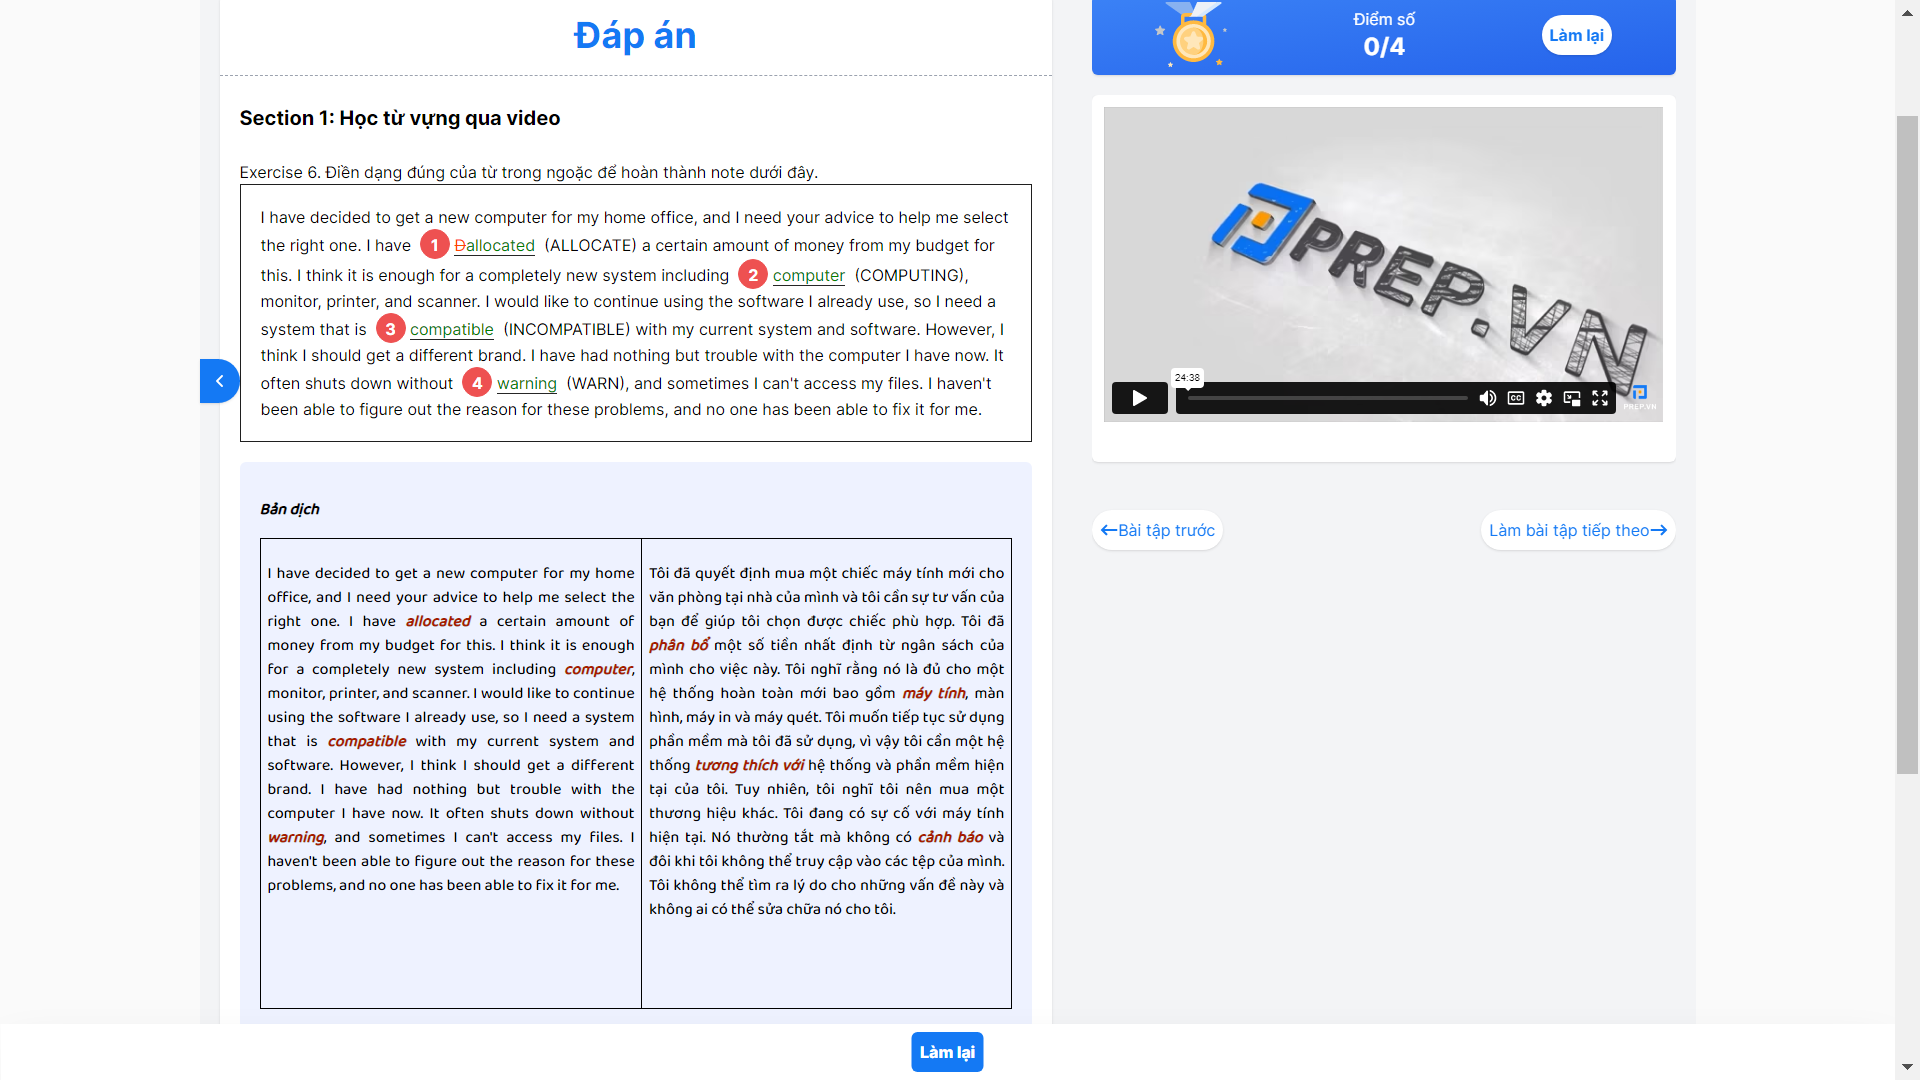 Đáp án
Section 1: Học từ vựng qua video
Exercise 6. Điền dạng đúng của từ trong ngoặc để hoàn thành note dưới đây.
I have decided to get a new computer for my home office, and I need your advice to help me select
the right one. I have 1 Dallocated (ALLOCATE) a certain amount of money from my budget for
this. I think it is enough for a completely new system including 2 computer (COMPUTING),
monitor, printer, and scanner. I would like to continue using the software I already use, so I need a
system that is 3 compatible (INCOMPATIBLE) with my current system and software. However, I
think I should get a different brand. I have had nothing but trouble with the computer I have now. It
often shuts down without 4 warning (WARN), and sometimes I can't access my files. I haven't
been able to figure out the reason for these problems, and no one has been able to fix it for me.
Bản dịch
I have decided to get a new computer for my home
office, and I need your advice to help me select the
right one. I have allocated a certain amount of
money from my budget for this. I think it is enough
for a completely new system including computer,
monitor, printer, and scanner. I would like to continue
using the software I already use, so I need a system
that is compatible with my current system and
software. However, I think I should get a different
brand. I have had nothing but trouble with the
computer I have now. It often shuts down without
warning, and sometimes I can't access my files. I
haven't been able to figure out the reason for these
problems, and no one has been able to fix it for me.
Tôi đã quyết định mua một chiếc máy tính mới cho
văn phòng tại nhà của mình và tôi cần sự tư vấn của
bạn để giúp tôi chọn được chiếc phù hợp. Tôi đã
phân bổ một số tiền nhất định từ ngân sách của
mình cho việc này. Tôi nghĩ rằng nó là đủ cho một
hệ thống hoàn toàn mới bao gồm máy tính, màn
hình, máy in và máy quét. Tôi muốn tiếp tục sử dụng
phần mềm mà tôi đã sử dụng, vì vậy tôi cần một hệ
thống tương thích với hệ thống và phần mềm hiện
tại của tôi. Tuy nhiên, tôi nghĩ tôi nên mua một
thương hiệu khác. Tôi đang có sự cố với máy tính
hiện tại. Nó thường tắt mà không có cảnh báo và
đôi khi tôi không thể truy cập vào các tệp của mình.
Tôi không thể tìm ra lý do cho những vấn đề này và
không ai có thể sửa chữa nó cho tôi.
Làm lại
Điểm số
0/4
Làm lại
PREP.VN
24:38
CC
PREP.VN
Bài tập trước
Làm bài tập tiếp theo